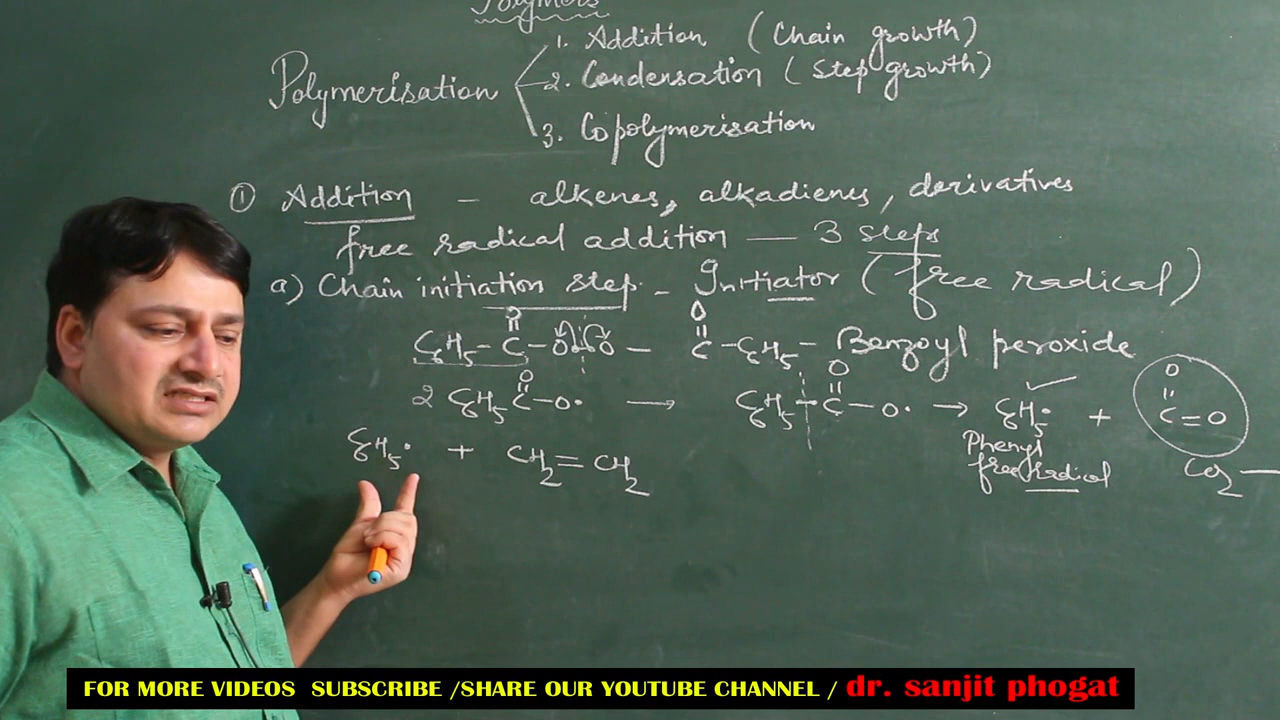 Polymers
Polymerisation
1. Addition (Chain growth)
2. Condensation (Step growth)
3. Copolymerisation
① Addition - alkenes, alkadienes, derivatives
free radical addition — 3 steps
a) Chain initiation step - Initiator (free radical)
O O
C6H5 - C - O - O - C - C6H5 - Benzoyl peroxide
O O O
2 C6H5 C - O• → C6H5 - C - O• → C6H5• + C = O
Phenyl
free radical
CO2 —
C6H5• + CH2 = CH2
FOR MORE VIDEOS SUBSCRIBE /SHARE OUR YOUTUBE CHANNEL / dr. sanjit phogat